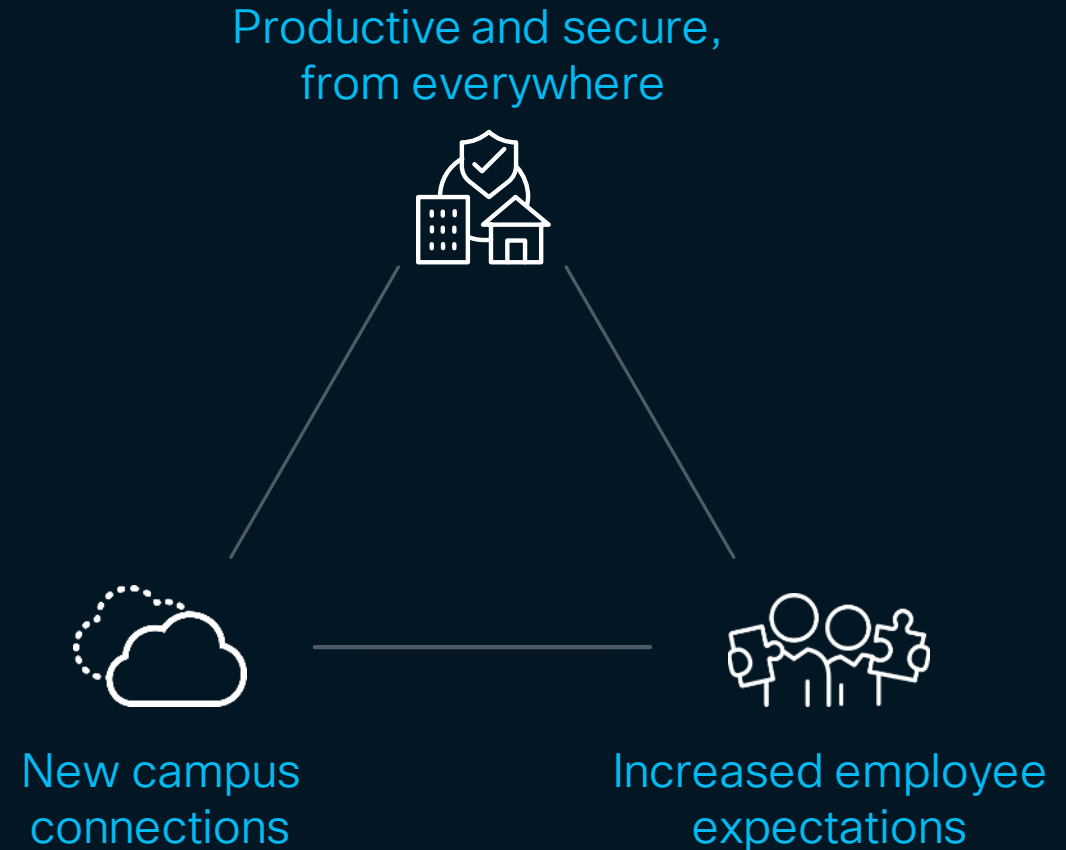 Productive and secure,
from everywhere
New campus
connections
Increased employee
expectations